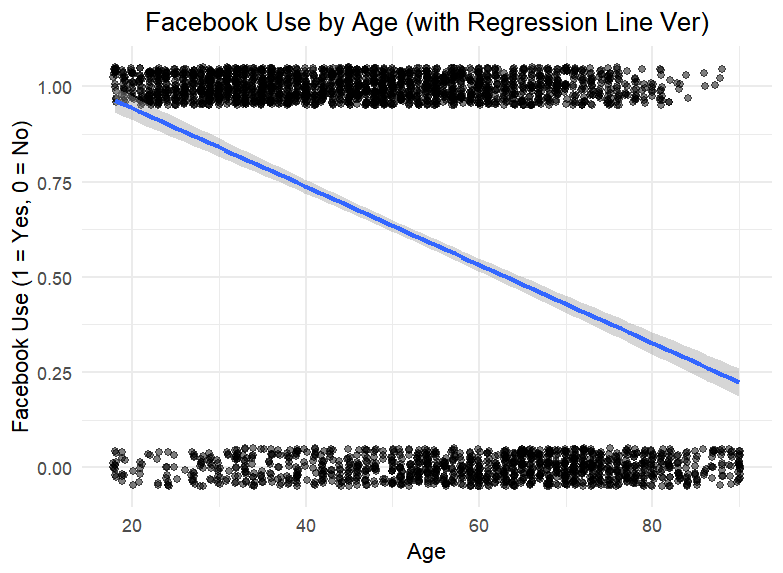 Facebook Use by Age (with Regression Line Ver)
Facebook Use (1 = Yes, 0 = No)
1.00
0.75
0.50
0.25
0.00
20 40 60 80
Age